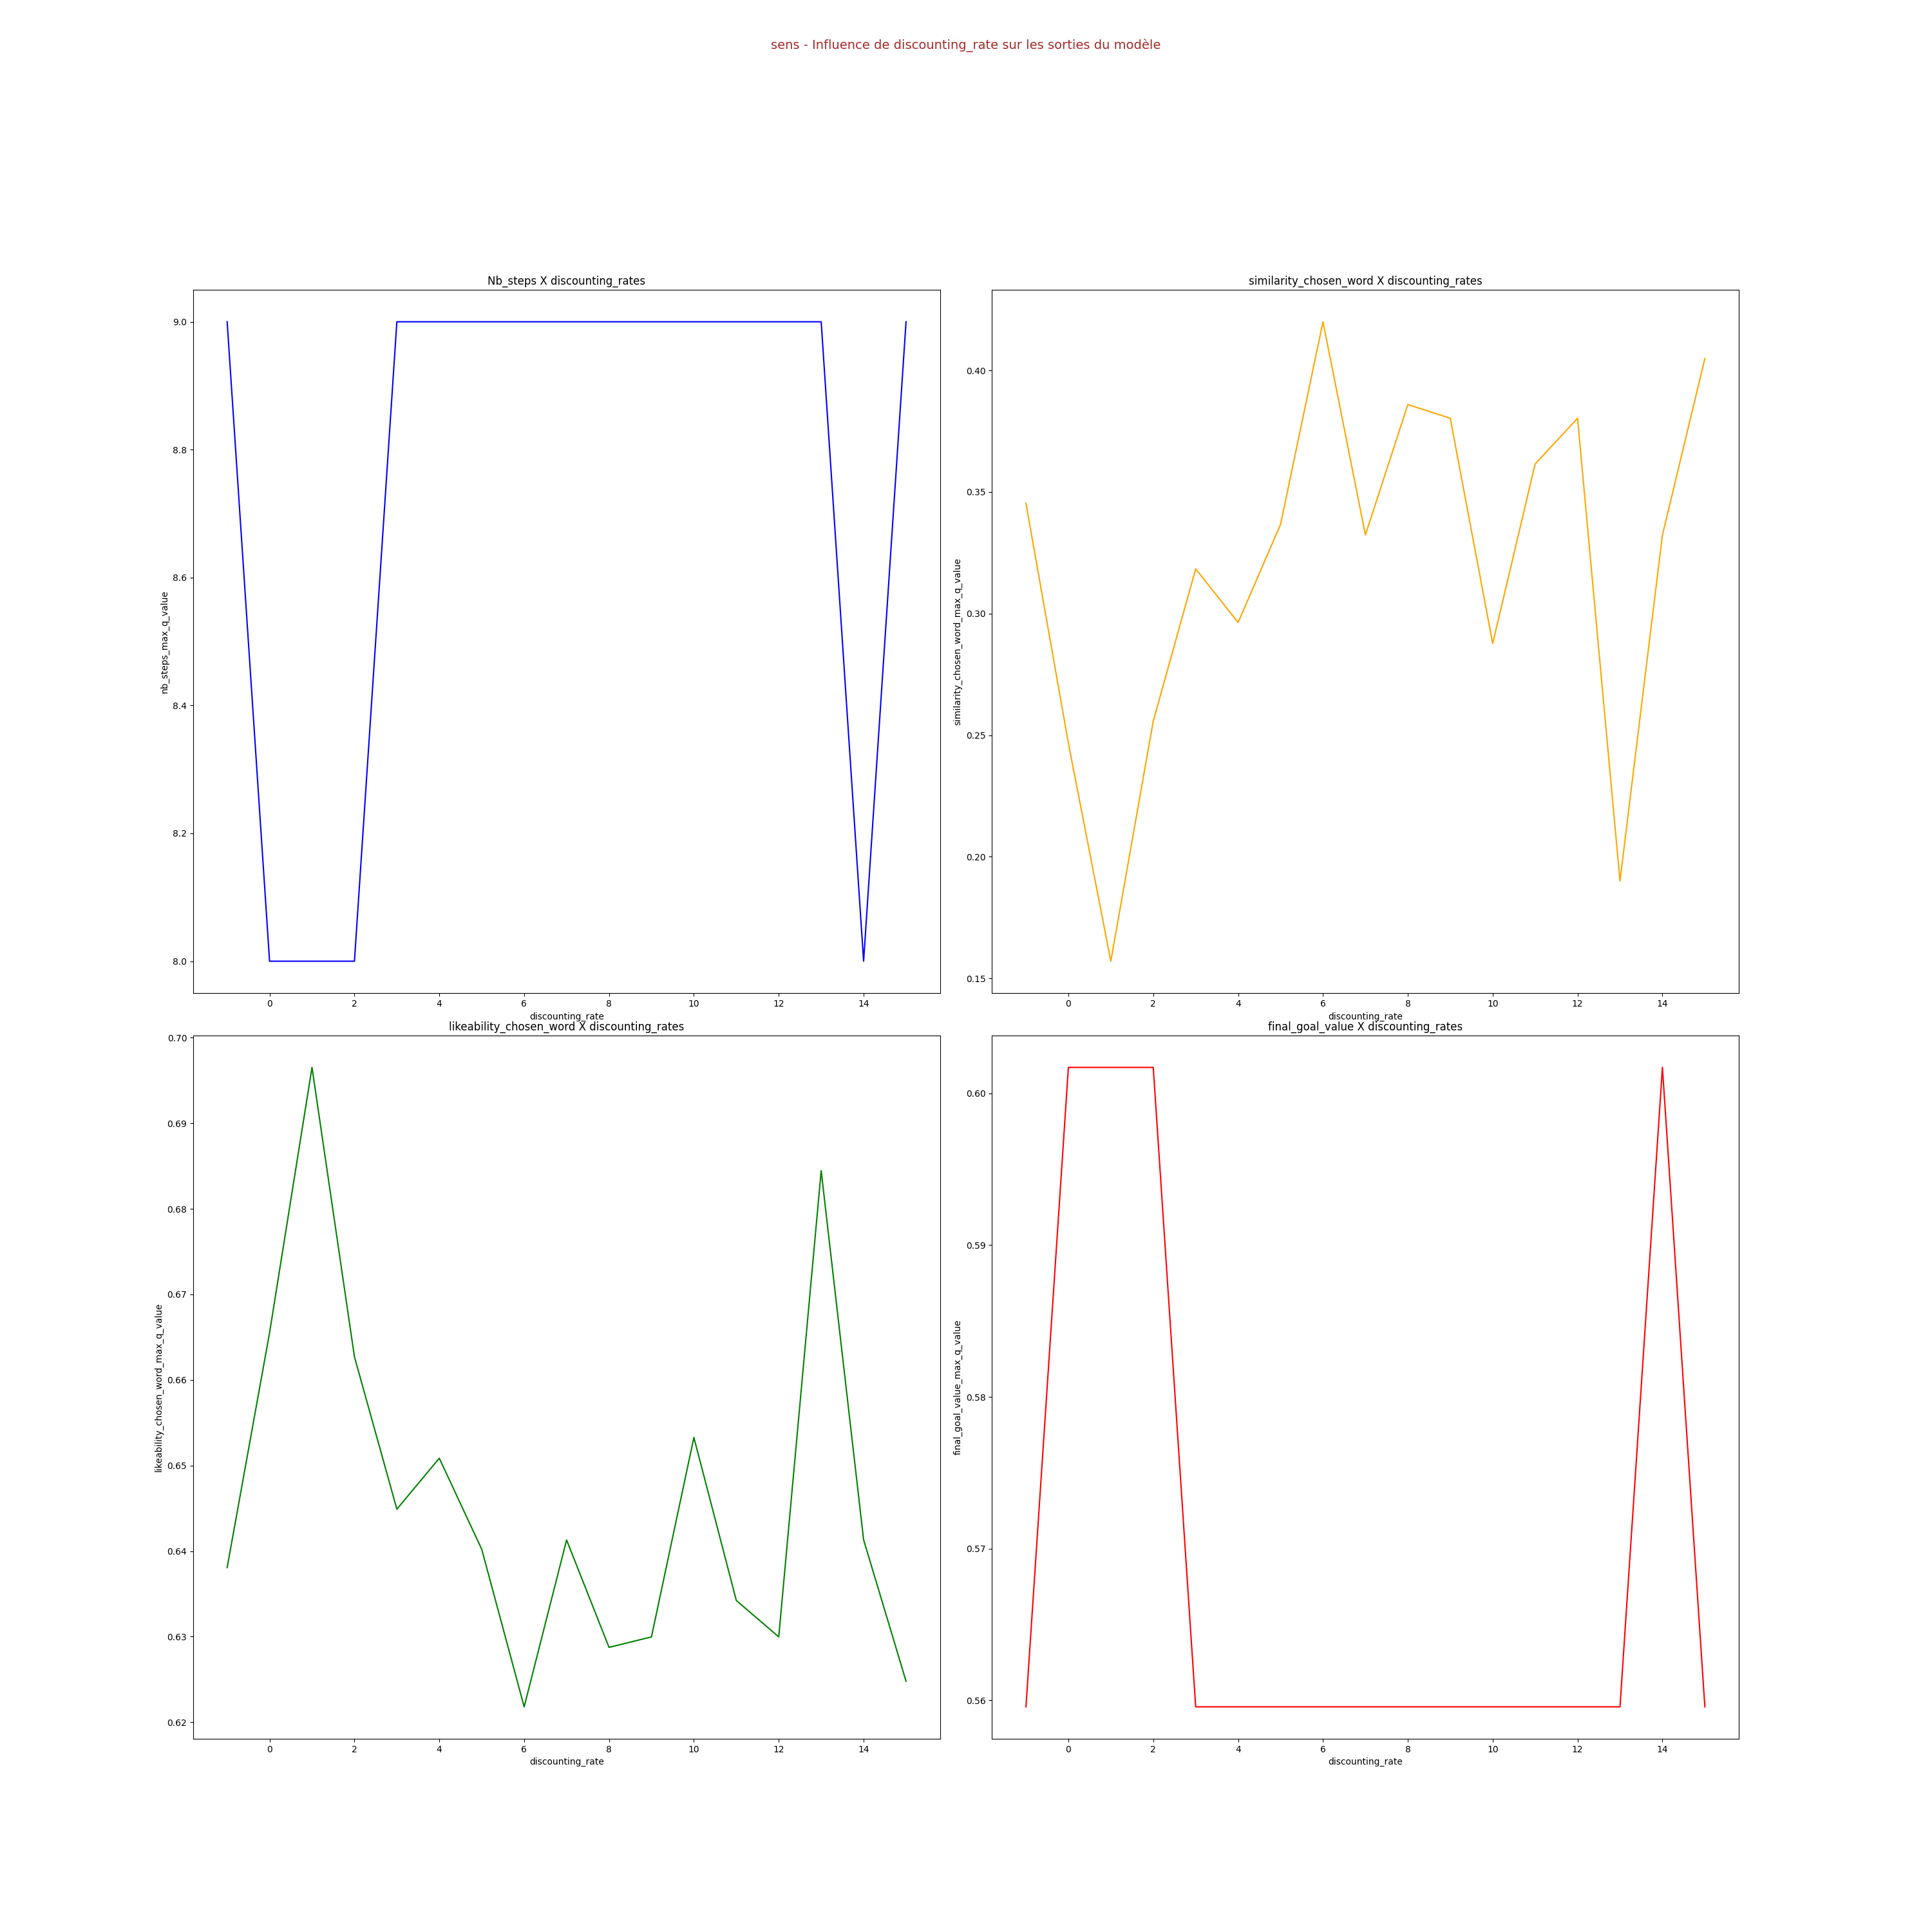 sens - Influence de discounting_rate sur les sorties du modèle
Nb_steps X discounting_rates
9.0
8.8
8.6
8.4
8.2
8.0
nb_steps_max_q_value
0 2 4 6 8 10 12 14
discounting_rate
similarity_chosen_word X discounting_rates
0.40
0.35
0.30
0.25
0.20
0.15
similarity_chosen_word_max_q_value
0 2 4 6 8 10 12 14
discounting_rate
likeability_chosen_word X discounting_rates
0.70
0.69
0.68
0.67
0.66
0.65
0.64
0.63
0.62
likeability_chosen_word_max_q_value
0 2 4 6 8 10 12 14
discounting_rate
final_goal_value X discounting_rates
0.60
0.59
0.58
0.57
0.56
final_goal_value_max_q_value
0 2 4 6 8 10 12 14
discounting_rate